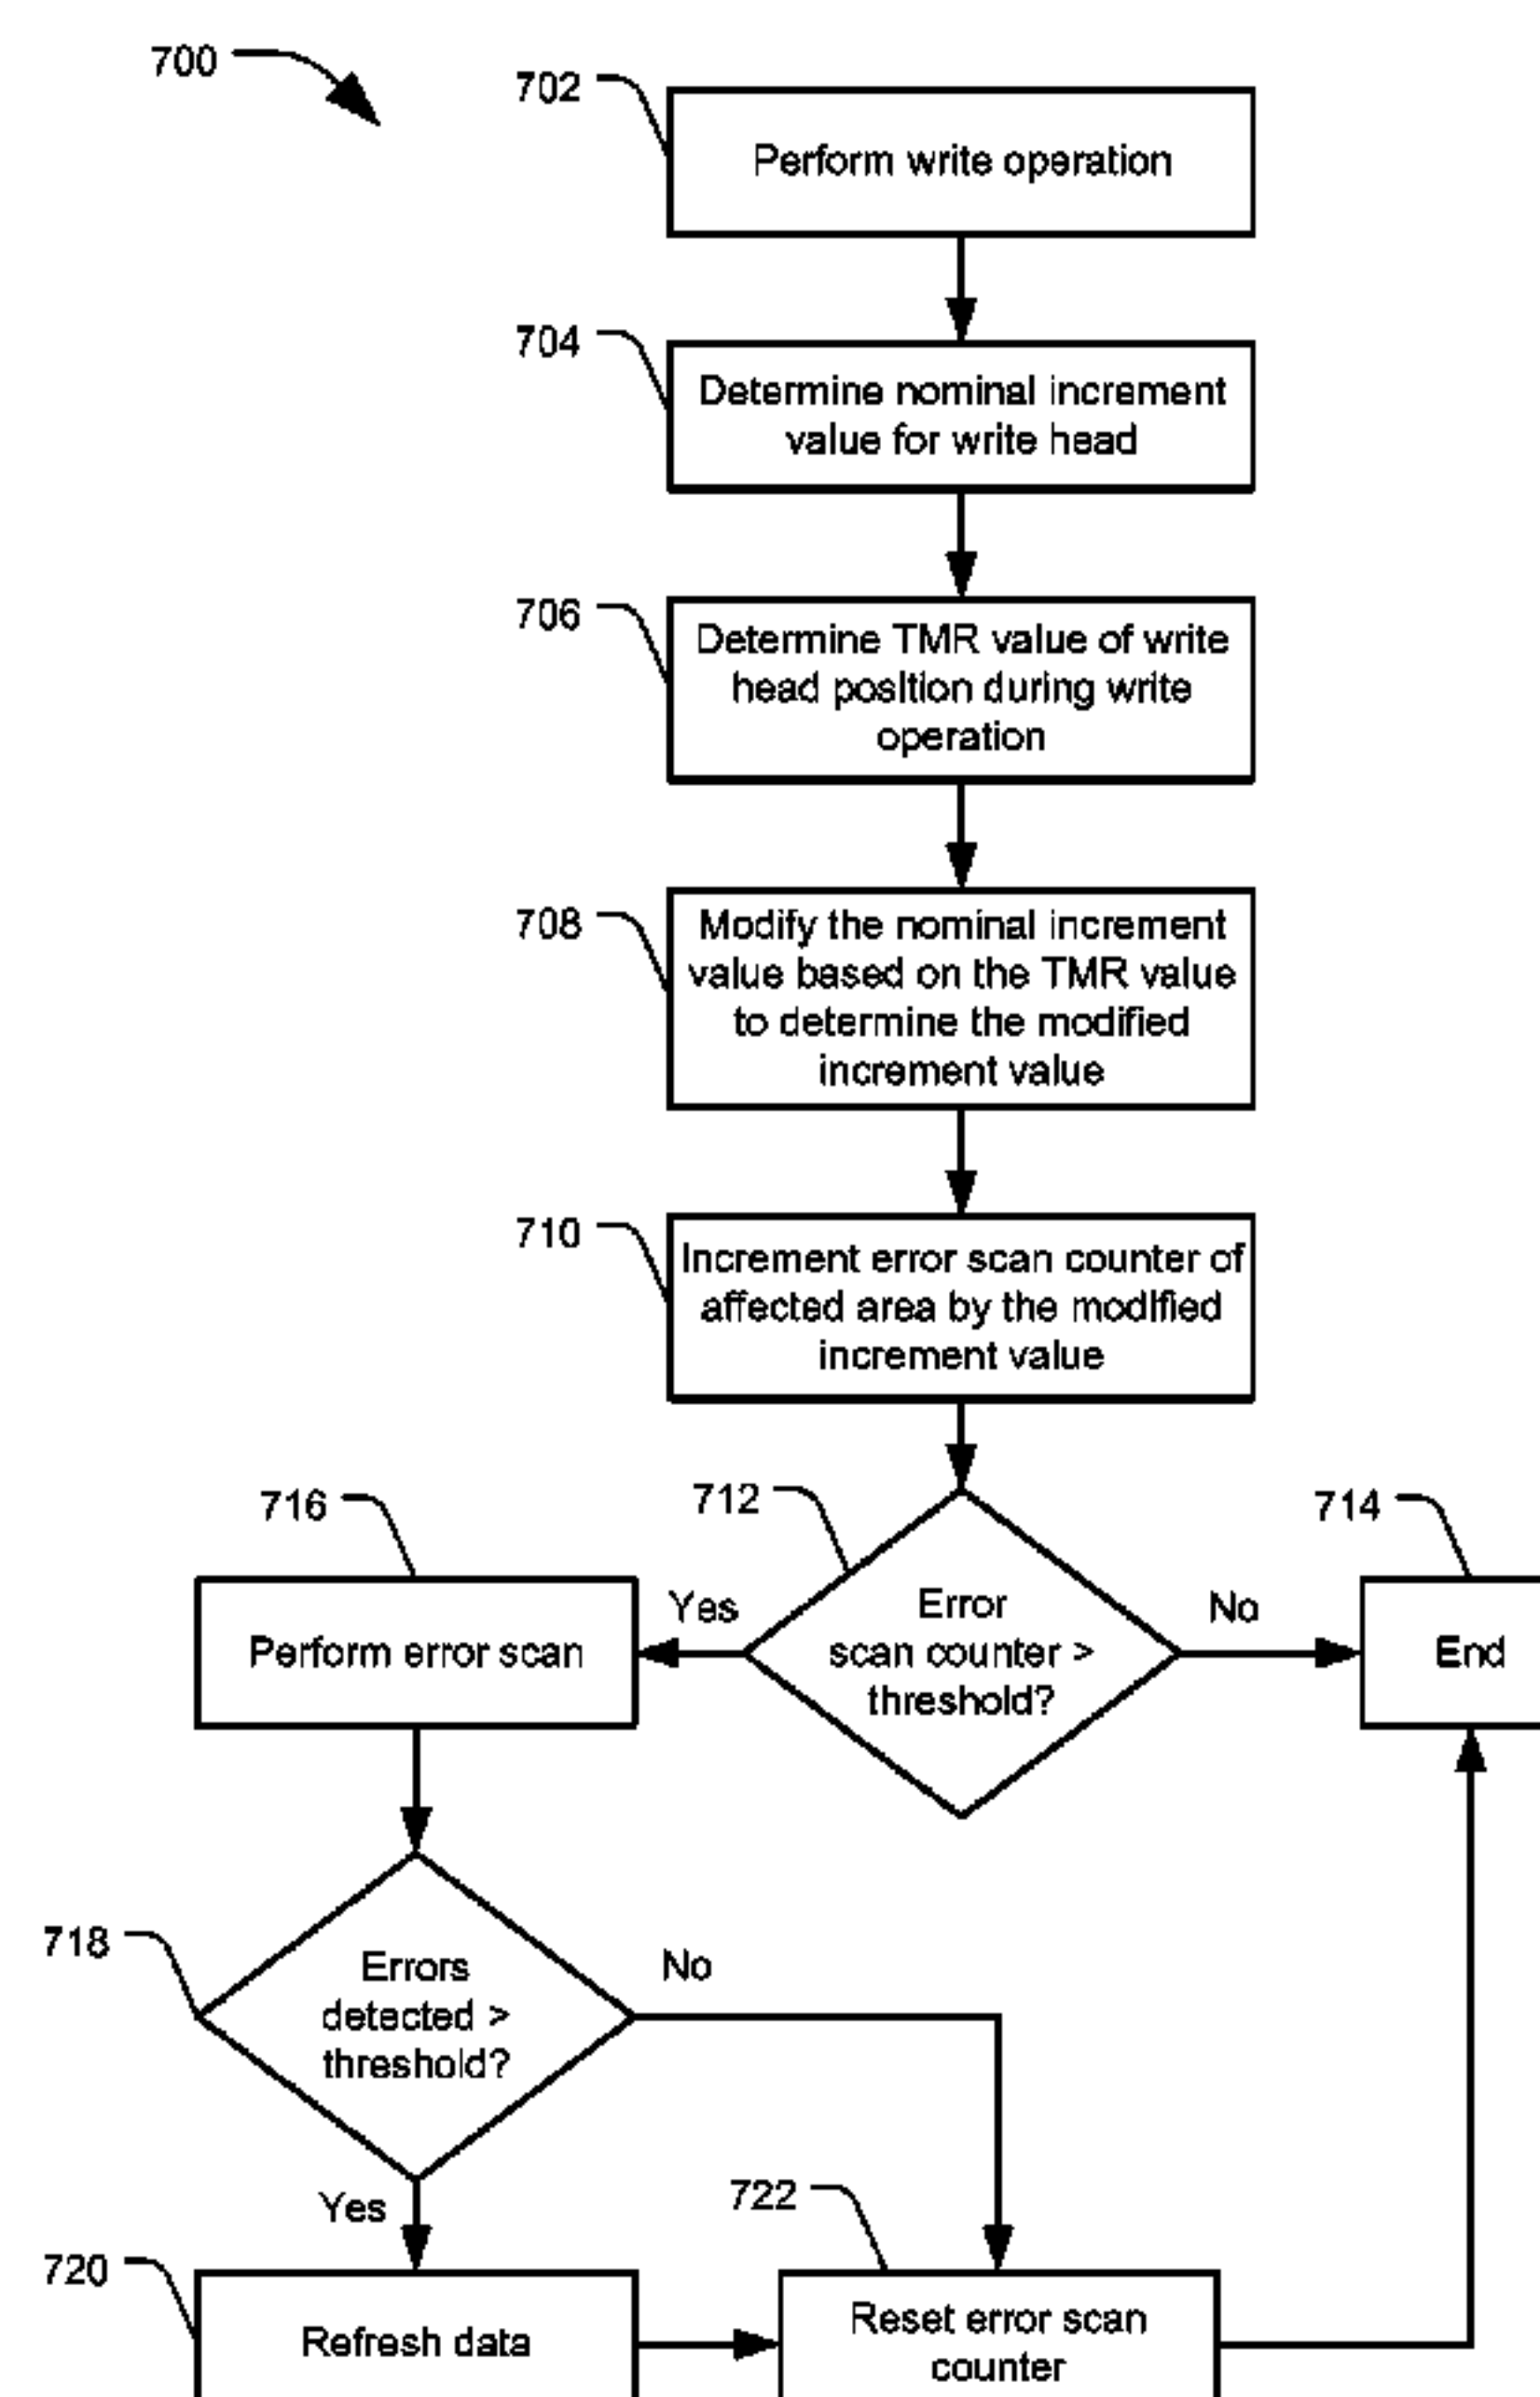 700
702
Perform write operation
704
Determine nominal increment
value for write head
706
Determine TMR value of write
head position during write
operation
708
Modify the nominal increment
value based on the TMR value
to determine the modified
increment value
710
Increment error scan counter of
affected area by the modified
increment value
716
712
714
Perform error scan
Yes
Error
scan counter >
threshold?
No
End
718
Errors
detected >
threshold?
No
Yes
720
Refresh data
722
Reset error scan
counter